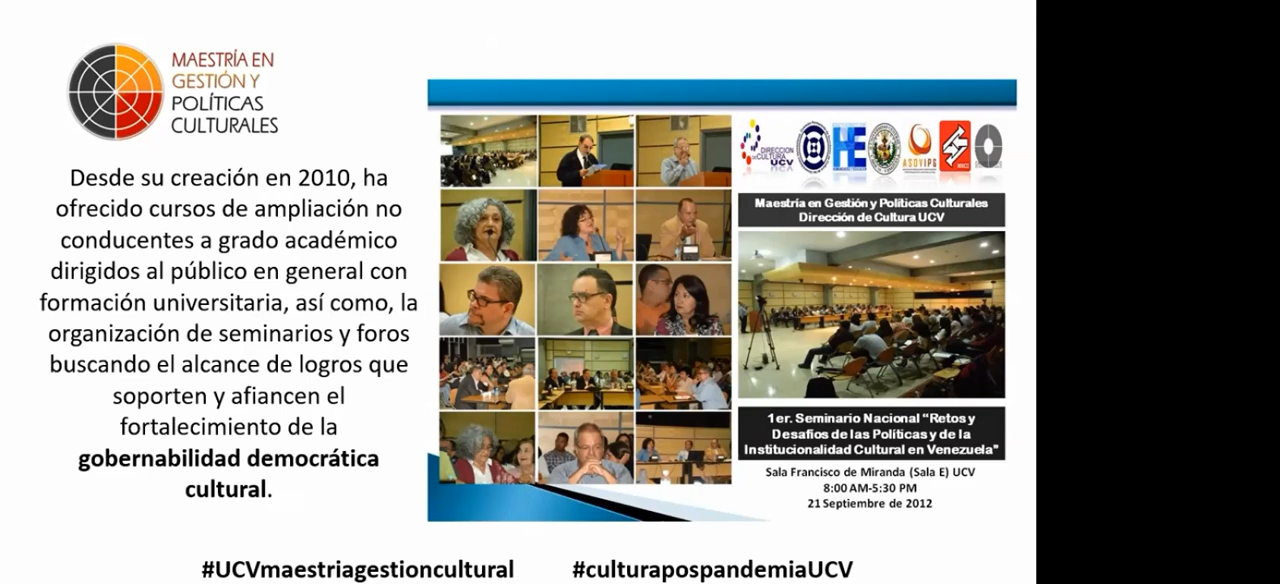 MAESTRÍA EN
GESTIÓN Y
POLÍTICAS
CULTURALES
Desde su creación en 2010, ha
ofrecido cursos de ampliación no
conducentes a grado académico
dirigidos al público en general con
formación universitaria, así como, la
organización de seminarios y foros
buscando el alcance de logros que
soporten y afiancen el
fortalecimiento de la
gobernabilidad democrática
cultural.
DIRECCION
DE CULTURA
UCV
HE
ASOVIPG
Maestría en Gestión y Políticas Culturales
Dirección de Cultura UCV
1er. Seminario Nacional “Retos y
Desafíos de las Políticas y de la
Institucionalidad Cultural en Venezuela”
Sala Francisco de Miranda (Sala E) UCV
8:00 AM-5:30 PM
21 Septiembre de 2012
#UCVmaestriagestioncultural
#culturapospandemiaUCV